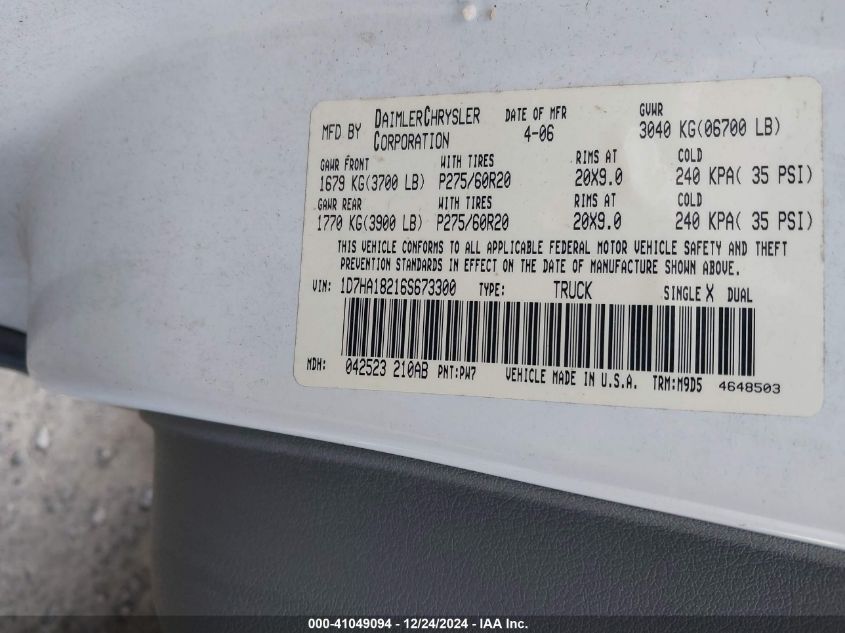 MFD BY DAIMLERCHRYSLER CORPORATION DATE OF MFR 4-06 GVWR 3040 KG(06700 LB)
GAWR FRONT WITH TIRES RIMS AT COLD
1679 KG(3700 LB) P275/60R20 20X9.0 240 KPA( 35 PSI)
GAWR REAR WITH TIRES RIMS AT COLD
1770 KG(3900 LB) P275/60R20 20X9.0 240 KPA( 35 PSI)
THIS VEHICLE CONFORMS TO ALL APPLICABLE FEDERAL MOTOR VEHICLE SAFETY AND THEFT
PREVENTION STANDARDS IN EFFECT ON THE DATE OF MANUFACTURE SHOWN ABOVE.
VIN: 1D7HA18216S673300 TYPE: TRUCK SINGLE X DUAL
MDH: 042523 210AB PNT:PW7 VEHICLE MADE IN U.S.A. TRM:M9D5 4648503
000-41049094 - 12/24/2024 - IAA Inc.